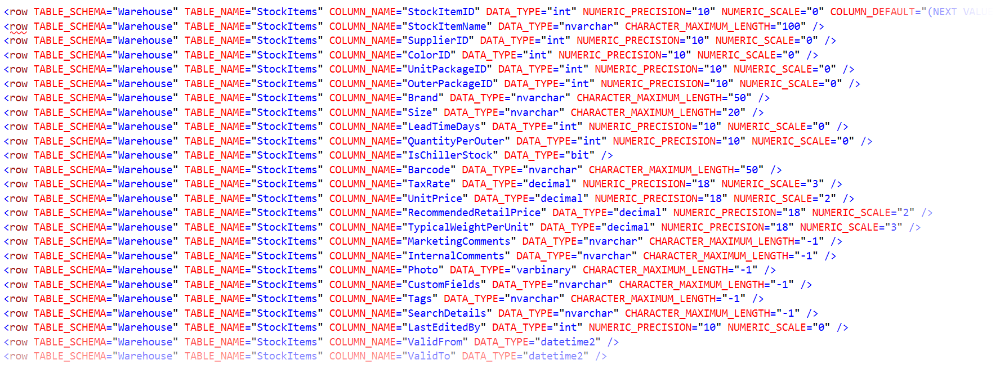 <row TABLE_SCHEMA="Warehouse" TABLE_NAME="StockItems" COLUMN_NAME="StockItemID" DATA_TYPE="int" NUMERIC_PRECISION="10" NUMERIC_SCALE="0" COLUMN_DEFAULT="(NEXT VALU
<row TABLE_SCHEMA="Warehouse" TABLE_NAME="StockItems" COLUMN_NAME="StockItemName" DATA_TYPE="nvarchar" CHARACTER_MAXIMUM_LENGTH="100" />
<row TABLE_SCHEMA="Warehouse" TABLE_NAME="StockItems" COLUMN_NAME="SupplierID" DATA_TYPE="int" NUMERIC_PRECISION="10" NUMERIC_SCALE="0" />
<row TABLE_SCHEMA="Warehouse" TABLE_NAME="StockItems" COLUMN_NAME="ColorID" DATA_TYPE="int" NUMERIC_PRECISION="10" NUMERIC_SCALE="0" />
<row TABLE_SCHEMA="Warehouse" TABLE_NAME="StockItems" COLUMN_NAME="UnitPackageID" DATA_TYPE="int" NUMERIC_PRECISION="10" NUMERIC_SCALE="0" />
<row TABLE_SCHEMA="Warehouse" TABLE_NAME="StockItems" COLUMN_NAME="OuterPackageID" DATA_TYPE="int" NUMERIC_PRECISION="10" NUMERIC_SCALE="0" />
<row TABLE_SCHEMA="Warehouse" TABLE_NAME="StockItems" COLUMN_NAME="Brand" DATA_TYPE="nvarchar" CHARACTER_MAXIMUM_LENGTH="50" />
<row TABLE_SCHEMA="Warehouse" TABLE_NAME="StockItems" COLUMN_NAME="Size" DATA_TYPE="nvarchar" CHARACTER_MAXIMUM_LENGTH="20" />
<row TABLE_SCHEMA="Warehouse" TABLE_NAME="StockItems" COLUMN_NAME="LeadTimeDays" DATA_TYPE="int" NUMERIC_PRECISION="10" NUMERIC_SCALE="0" />
<row TABLE_SCHEMA="Warehouse" TABLE_NAME="StockItems" COLUMN_NAME="QuantityPerOuter" DATA_TYPE="int" NUMERIC_PRECISION="10" NUMERIC_SCALE="0" />
<row TABLE_SCHEMA="Warehouse" TABLE_NAME="StockItems" COLUMN_NAME="IsChillerStock" DATA_TYPE="bit" />
<row TABLE_SCHEMA="Warehouse" TABLE_NAME="StockItems" COLUMN_NAME="Barcode" DATA_TYPE="nvarchar" CHARACTER_MAXIMUM_LENGTH="50" />
<row TABLE_SCHEMA="Warehouse" TABLE_NAME="StockItems" COLUMN_NAME="TaxRate" DATA_TYPE="decimal" NUMERIC_PRECISION="18" NUMERIC_SCALE="3" />
<row TABLE_SCHEMA="Warehouse" TABLE_NAME="StockItems" COLUMN_NAME="UnitPrice" DATA_TYPE="decimal" NUMERIC_PRECISION="18" NUMERIC_SCALE="2" />
<row TABLE_SCHEMA="Warehouse" TABLE_NAME="StockItems" COLUMN_NAME="RecommendedRetailPrice" DATA_TYPE="decimal" NUMERIC_PRECISION="18" NUMERIC_SCALE="2" />
<row TABLE_SCHEMA="Warehouse" TABLE_NAME="StockItems" COLUMN_NAME="TypicalWeightPerUnit" DATA_TYPE="decimal" NUMERIC_PRECISION="18" NUMERIC_SCALE="3" />
<row TABLE_SCHEMA="Warehouse" TABLE_NAME="StockItems" COLUMN_NAME="MarketingComments" DATA_TYPE="nvarchar" CHARACTER_MAXIMUM_LENGTH="-1" />
<row TABLE_SCHEMA="Warehouse" TABLE_NAME="StockItems" COLUMN_NAME="InternalComments" DATA_TYPE="nvarchar" CHARACTER_MAXIMUM_LENGTH="-1" />
<row TABLE_SCHEMA="Warehouse" TABLE_NAME="StockItems" COLUMN_NAME="Photo" DATA_TYPE="varbinary" CHARACTER_MAXIMUM_LENGTH="-1" />
<row TABLE_SCHEMA="Warehouse" TABLE_NAME="StockItems" COLUMN_NAME="CustomFields" DATA_TYPE="nvarchar" CHARACTER_MAXIMUM_LENGTH="-1" />
<row TABLE_SCHEMA="Warehouse" TABLE_NAME="StockItems" COLUMN_NAME="Tags" DATA_TYPE="nvarchar" CHARACTER_MAXIMUM_LENGTH="-1" />
<row TABLE_SCHEMA="Warehouse" TABLE_NAME="StockItems" COLUMN_NAME="SearchDetails" DATA_TYPE="nvarchar" CHARACTER_MAXIMUM_LENGTH="-1" />
<row TABLE_SCHEMA="Warehouse" TABLE_NAME="StockItems" COLUMN_NAME="LastEditedBy" DATA_TYPE="int" NUMERIC_PRECISION="10" NUMERIC_SCALE="0" />
<row TABLE_SCHEMA="Warehouse" TABLE_NAME="StockItems" COLUMN_NAME="ValidFrom" DATA_TYPE="datetime2" />
<row TABLE_SCHEMA="Warehouse" TABLE_NAME="StockItems" COLUMN_NAME="ValidTo" DATA_TYPE="datetime2" />